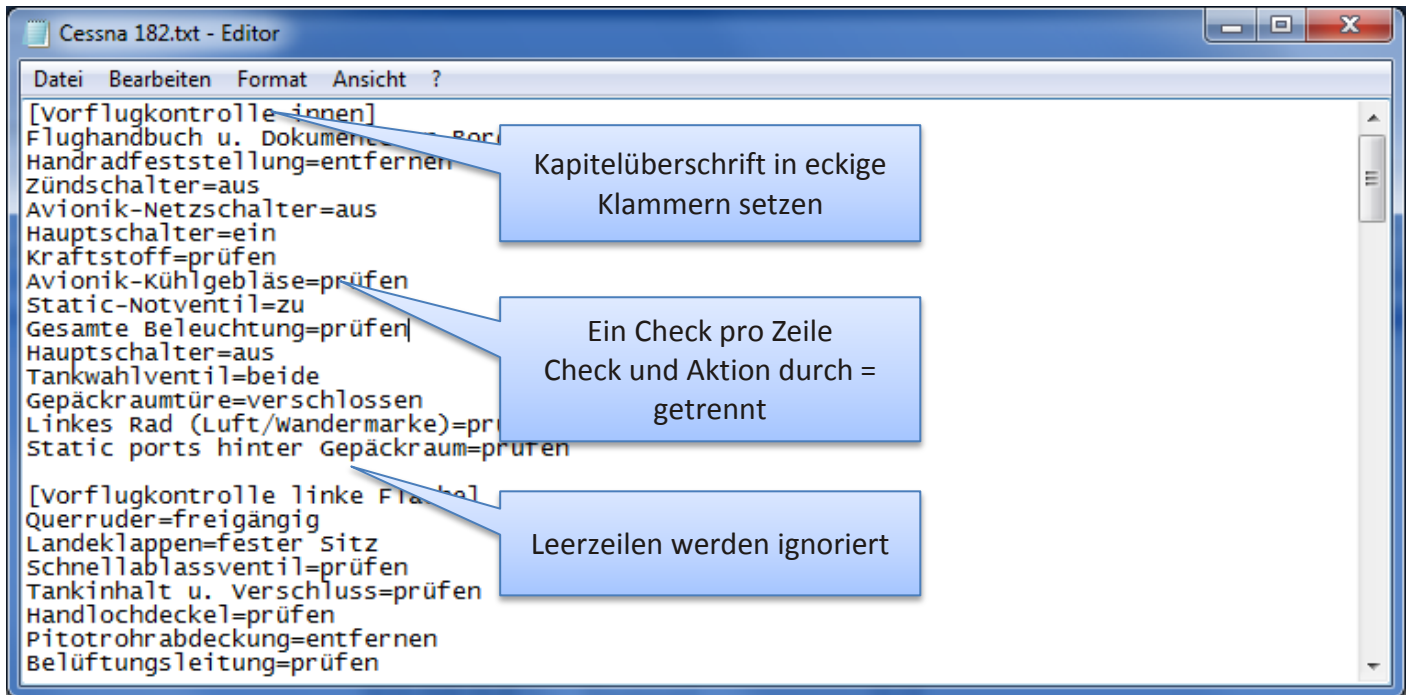 Cessna 182.txt - Editor
Datei Bearbeiten Format Ansicht ?
[Vorflugkontrolle innen]
Flughandbuch u.
Handradfeststellung=entfernen
Zündschalter=aus
Avionik-Netzschalter=aus
Hauptschalter=ein
Kraftstoff=prüfen
Avionik-Kühlgebläse=prüfen
Static-Notventil=zu
Gesamte Beleuchtung=prüfen
Hauptschalter=aus
Tankwahlventil=beide
Gepäckraumtüre=verschlossen
Linkes Rad (Luft/Wandermarke)=
Static ports hinter Gepäckraum=prüfen
[Vorflugkontrolle linke
Querruder=freigängig
Landeklappen=fester Sitz
Schnellablassventil=prüfen
Tankinhalt u. Verschluss=prüfen
Handlochdeckel=prüfen
Pitotrohrabdeckung=entfernen
Belüftungsleitung=prüfen
Kapitelüberschrift in eckige
Klammern setzen
Ein Check pro Zeile
Check und Aktion durch =
getrennt
Leerzeilen werden ignoriert